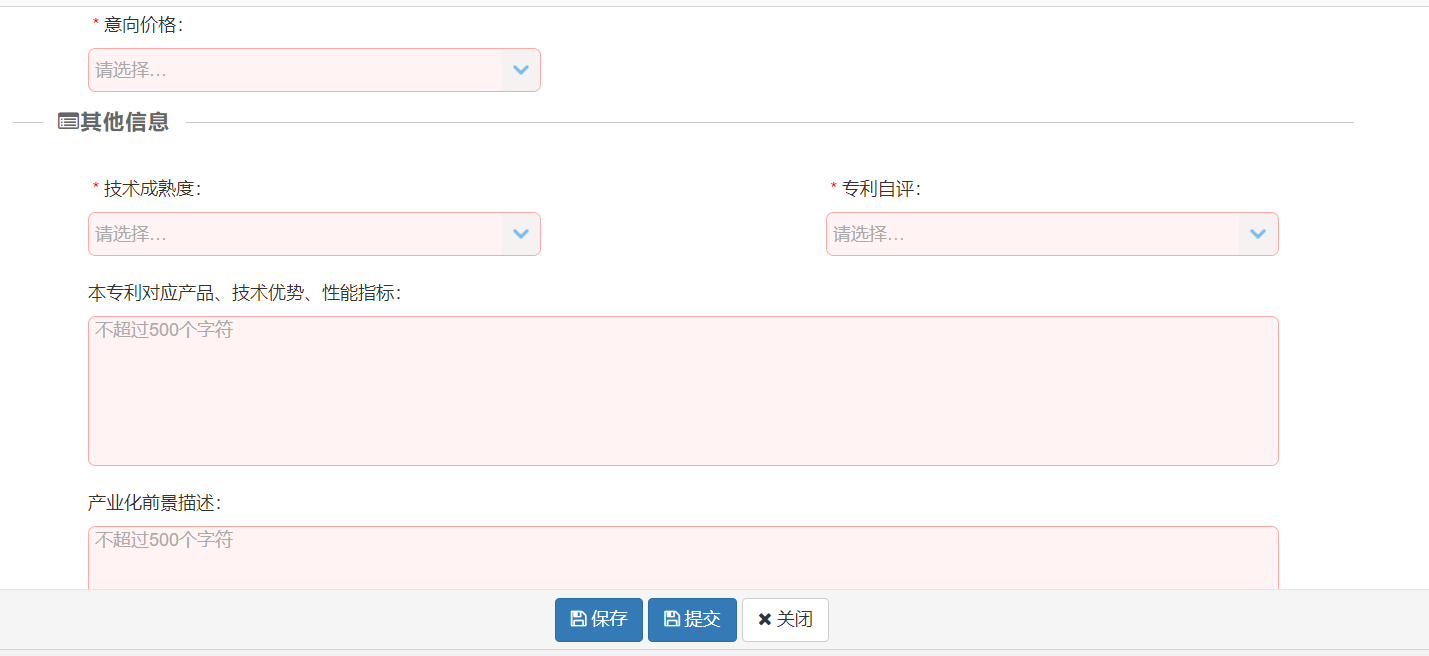 * 意向价格：
请选择...
其他信息
* 技术成熟度：
* 专利自评：
请选择...
请选择...
本专利对应产品、技术优势、性能指标：
不超过500个字符
产业化前景描述：
不超过500个字符
保存 提交 关闭